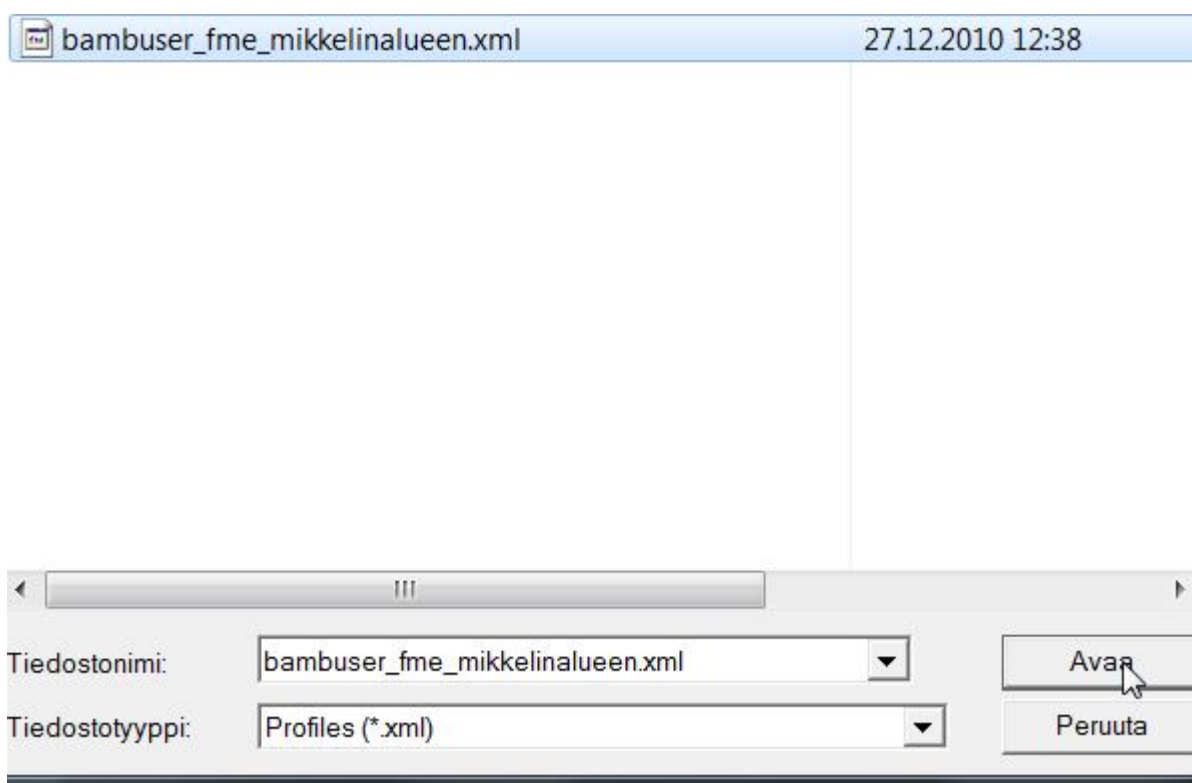 bambuser_fme_mikkelinalueen.xml 27.12.2010 12:38
Tiedostonimi: bambuser_fme_mikkelinalueen.xml Avaa
Tiedostotyyppi: Profiles (*.xml) Peruuta